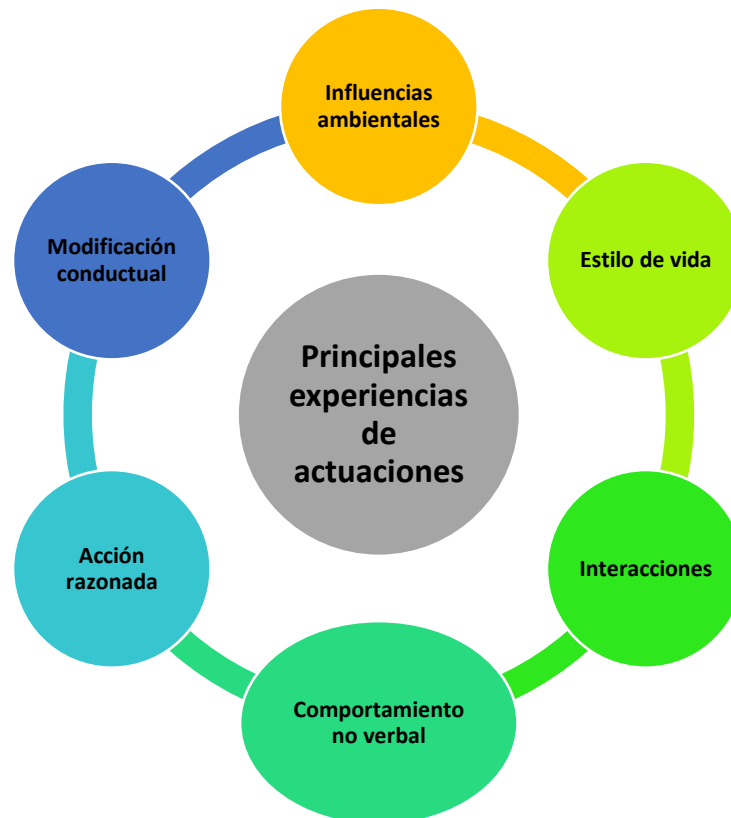 Influencias
ambientales
Estilo de vida
Interacciones
Comportamiento
no verbal
Acción
razonada
Modificación
conductual
Principales
experiencias
de
actuaciones